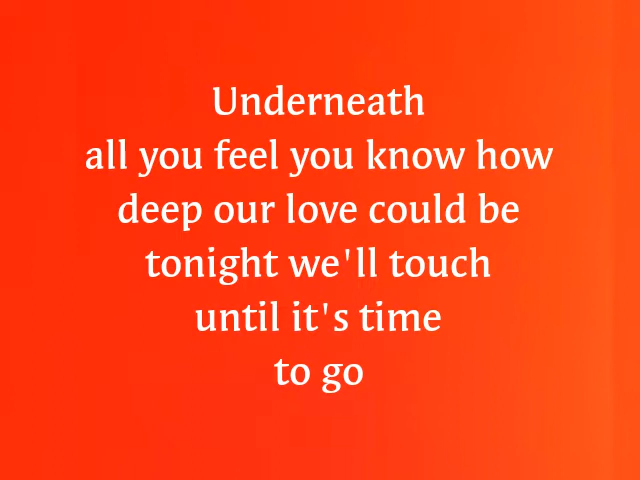 Underneath
all you feel you know how
deep our love could be
tonight we'll touch
until it's time
to go